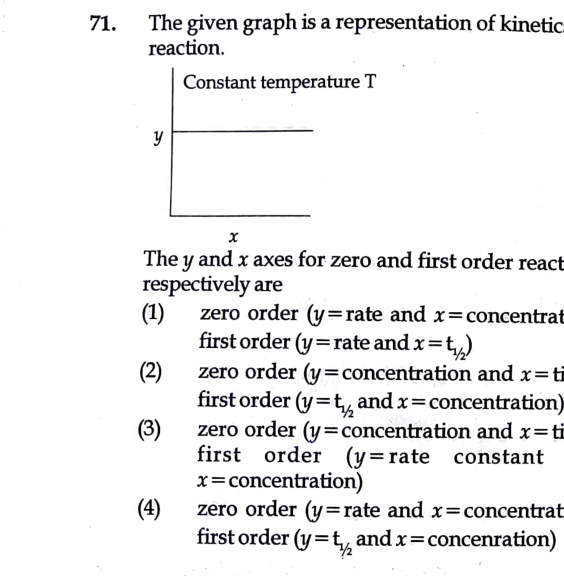 71. The given graph is a representation of kinetic
reaction.
Constant temperature T
y
x
The y and x axes for zero and first order react
respectively are
(1) zero order (y=rate and x=concentrat
first order (y=rate and x=t½)
(2) zero order (y=concentration and x=ti
first order (y=t½ and x=concentration)
(3) zero order (y=concentration and x=ti
first order (y=rate constant
x=concentration)
(4) zero order (y=rate and x=concentrat
first order (y=t½ and x=concenration)